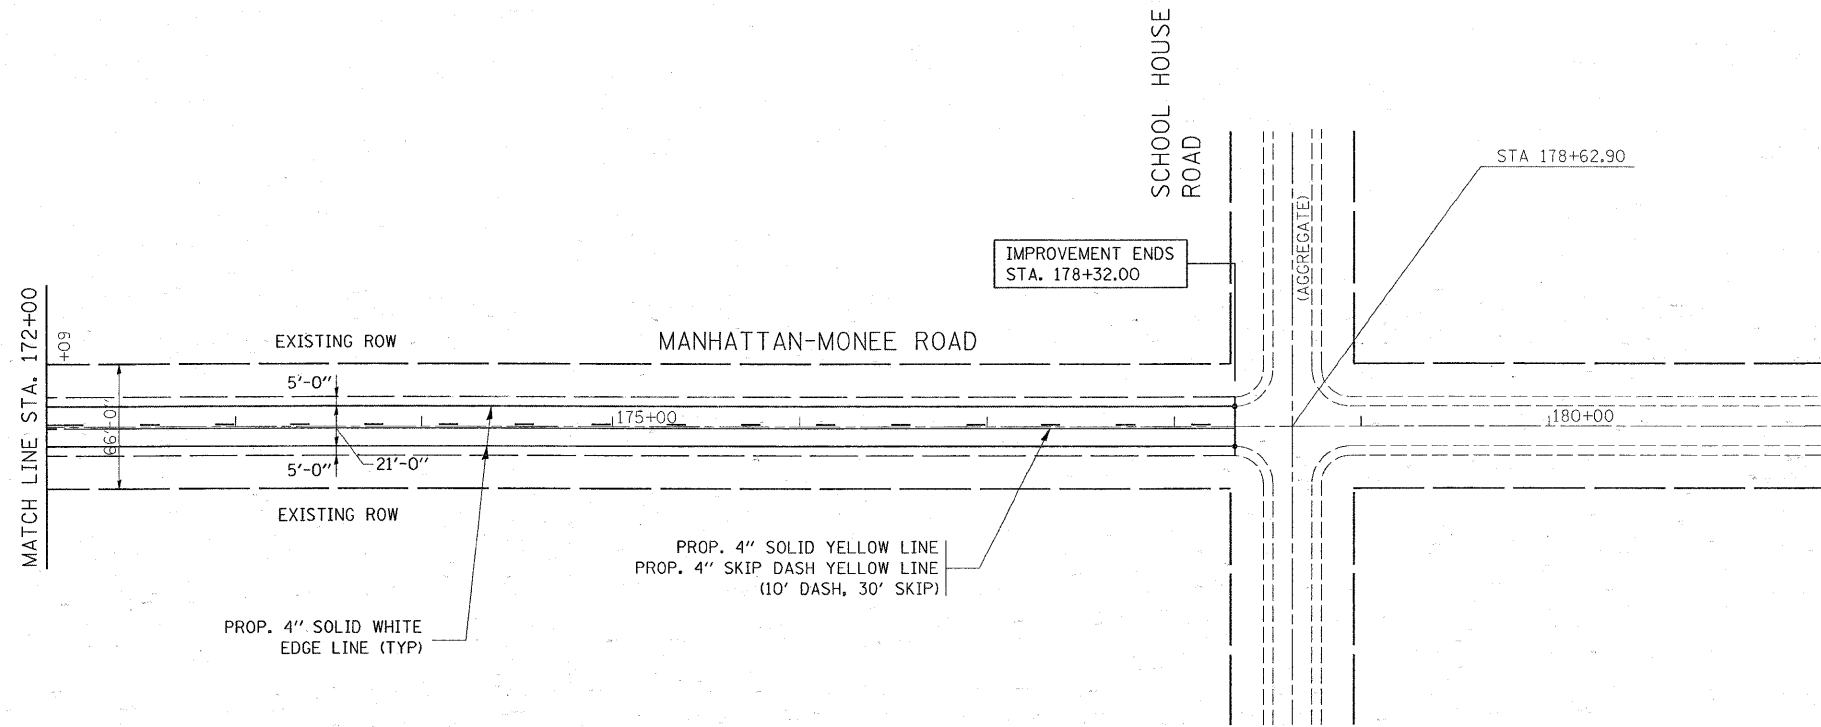 SCHOOL HOUSE
ROAD
STA 178+62.90
(AGGREGATE)
IMPROVEMENT ENDS
STA. 178+32.00
MATCH LINE STA. 172+00
+09
EXISTING ROW
MANHATTAN-MONEE ROAD
5'-0"
66'-0"
175+00
180+00
5'-0"
21'-0"
EXISTING ROW
PROP. 4" SOLID YELLOW LINE
PROP. 4" SKIP DASH YELLOW LINE
(10' DASH, 30' SKIP)
PROP. 4" SOLID WHITE
EDGE LINE (TYP)